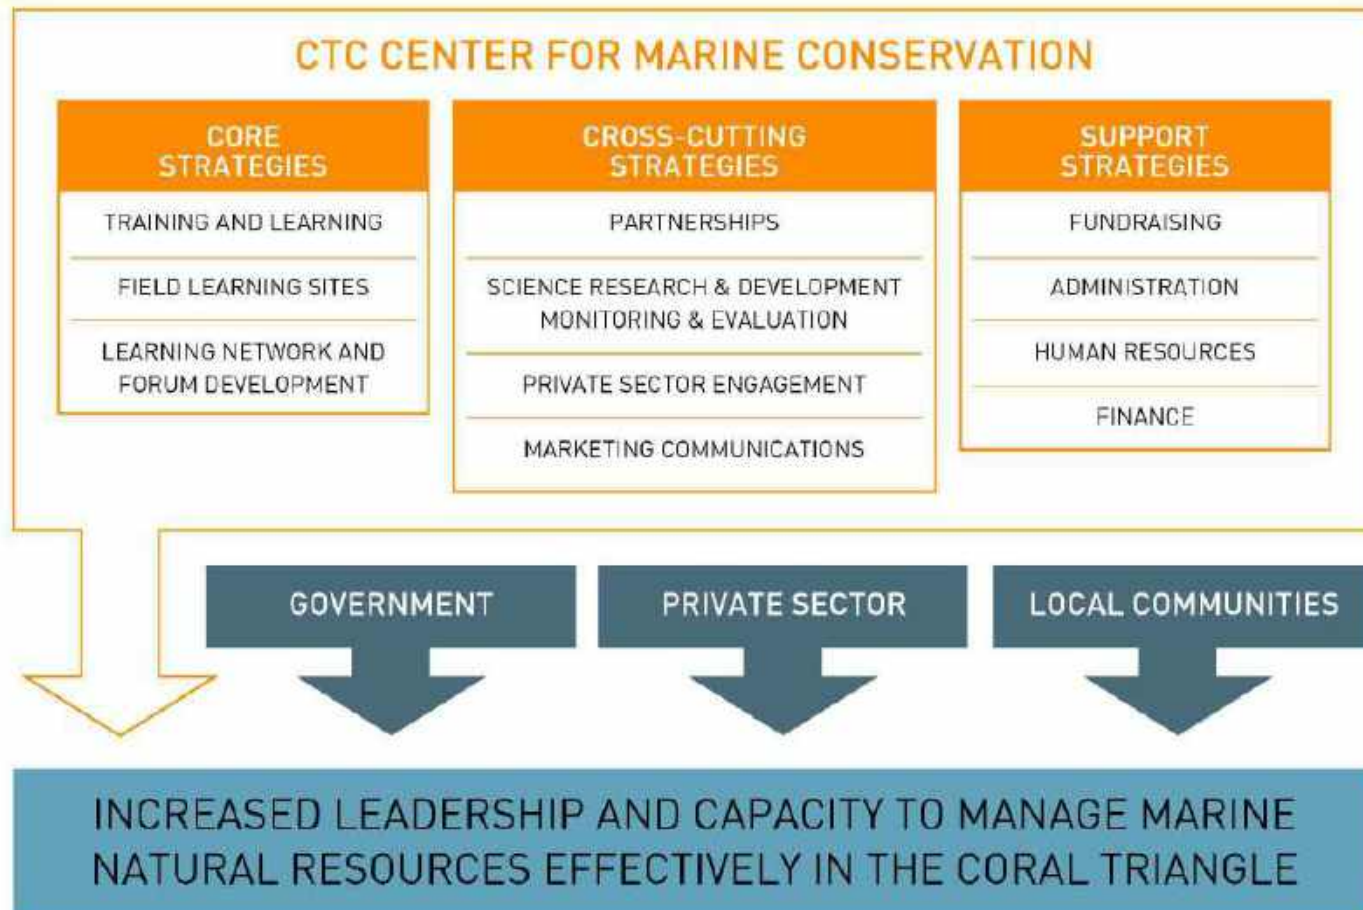 CTC CENTER FOR MARINE CONSERVATION
CORE
STRATEGIES
TRAINING AND LEARNING
FIELD LEARNING SITES
LEARNING NETWORK AND
FORUM DEVELOPMENT
CROSS-CUTTING
STRATEGIES
PARTNERSHIPS
SCIENCE RESEARCH & DEVELOPMENT
MONITORING & EVALUATION
PRIVATE SECTOR ENGAGEMENT
MARKETING COMMUNICATIONS
SUPPORT
STRATEGIES
FUNDRAISING
ADMINISTRATION
HUMAN RESOURCES
FINANCE
GOVERNMENT
PRIVATE SECTOR
LOCAL COMMUNITIES
INCREASED LEADERSHIP AND CAPACITY TO MANAGE MARINE
NATURAL RESOURCES EFFECTIVELY IN THE CORAL TRIANGLE